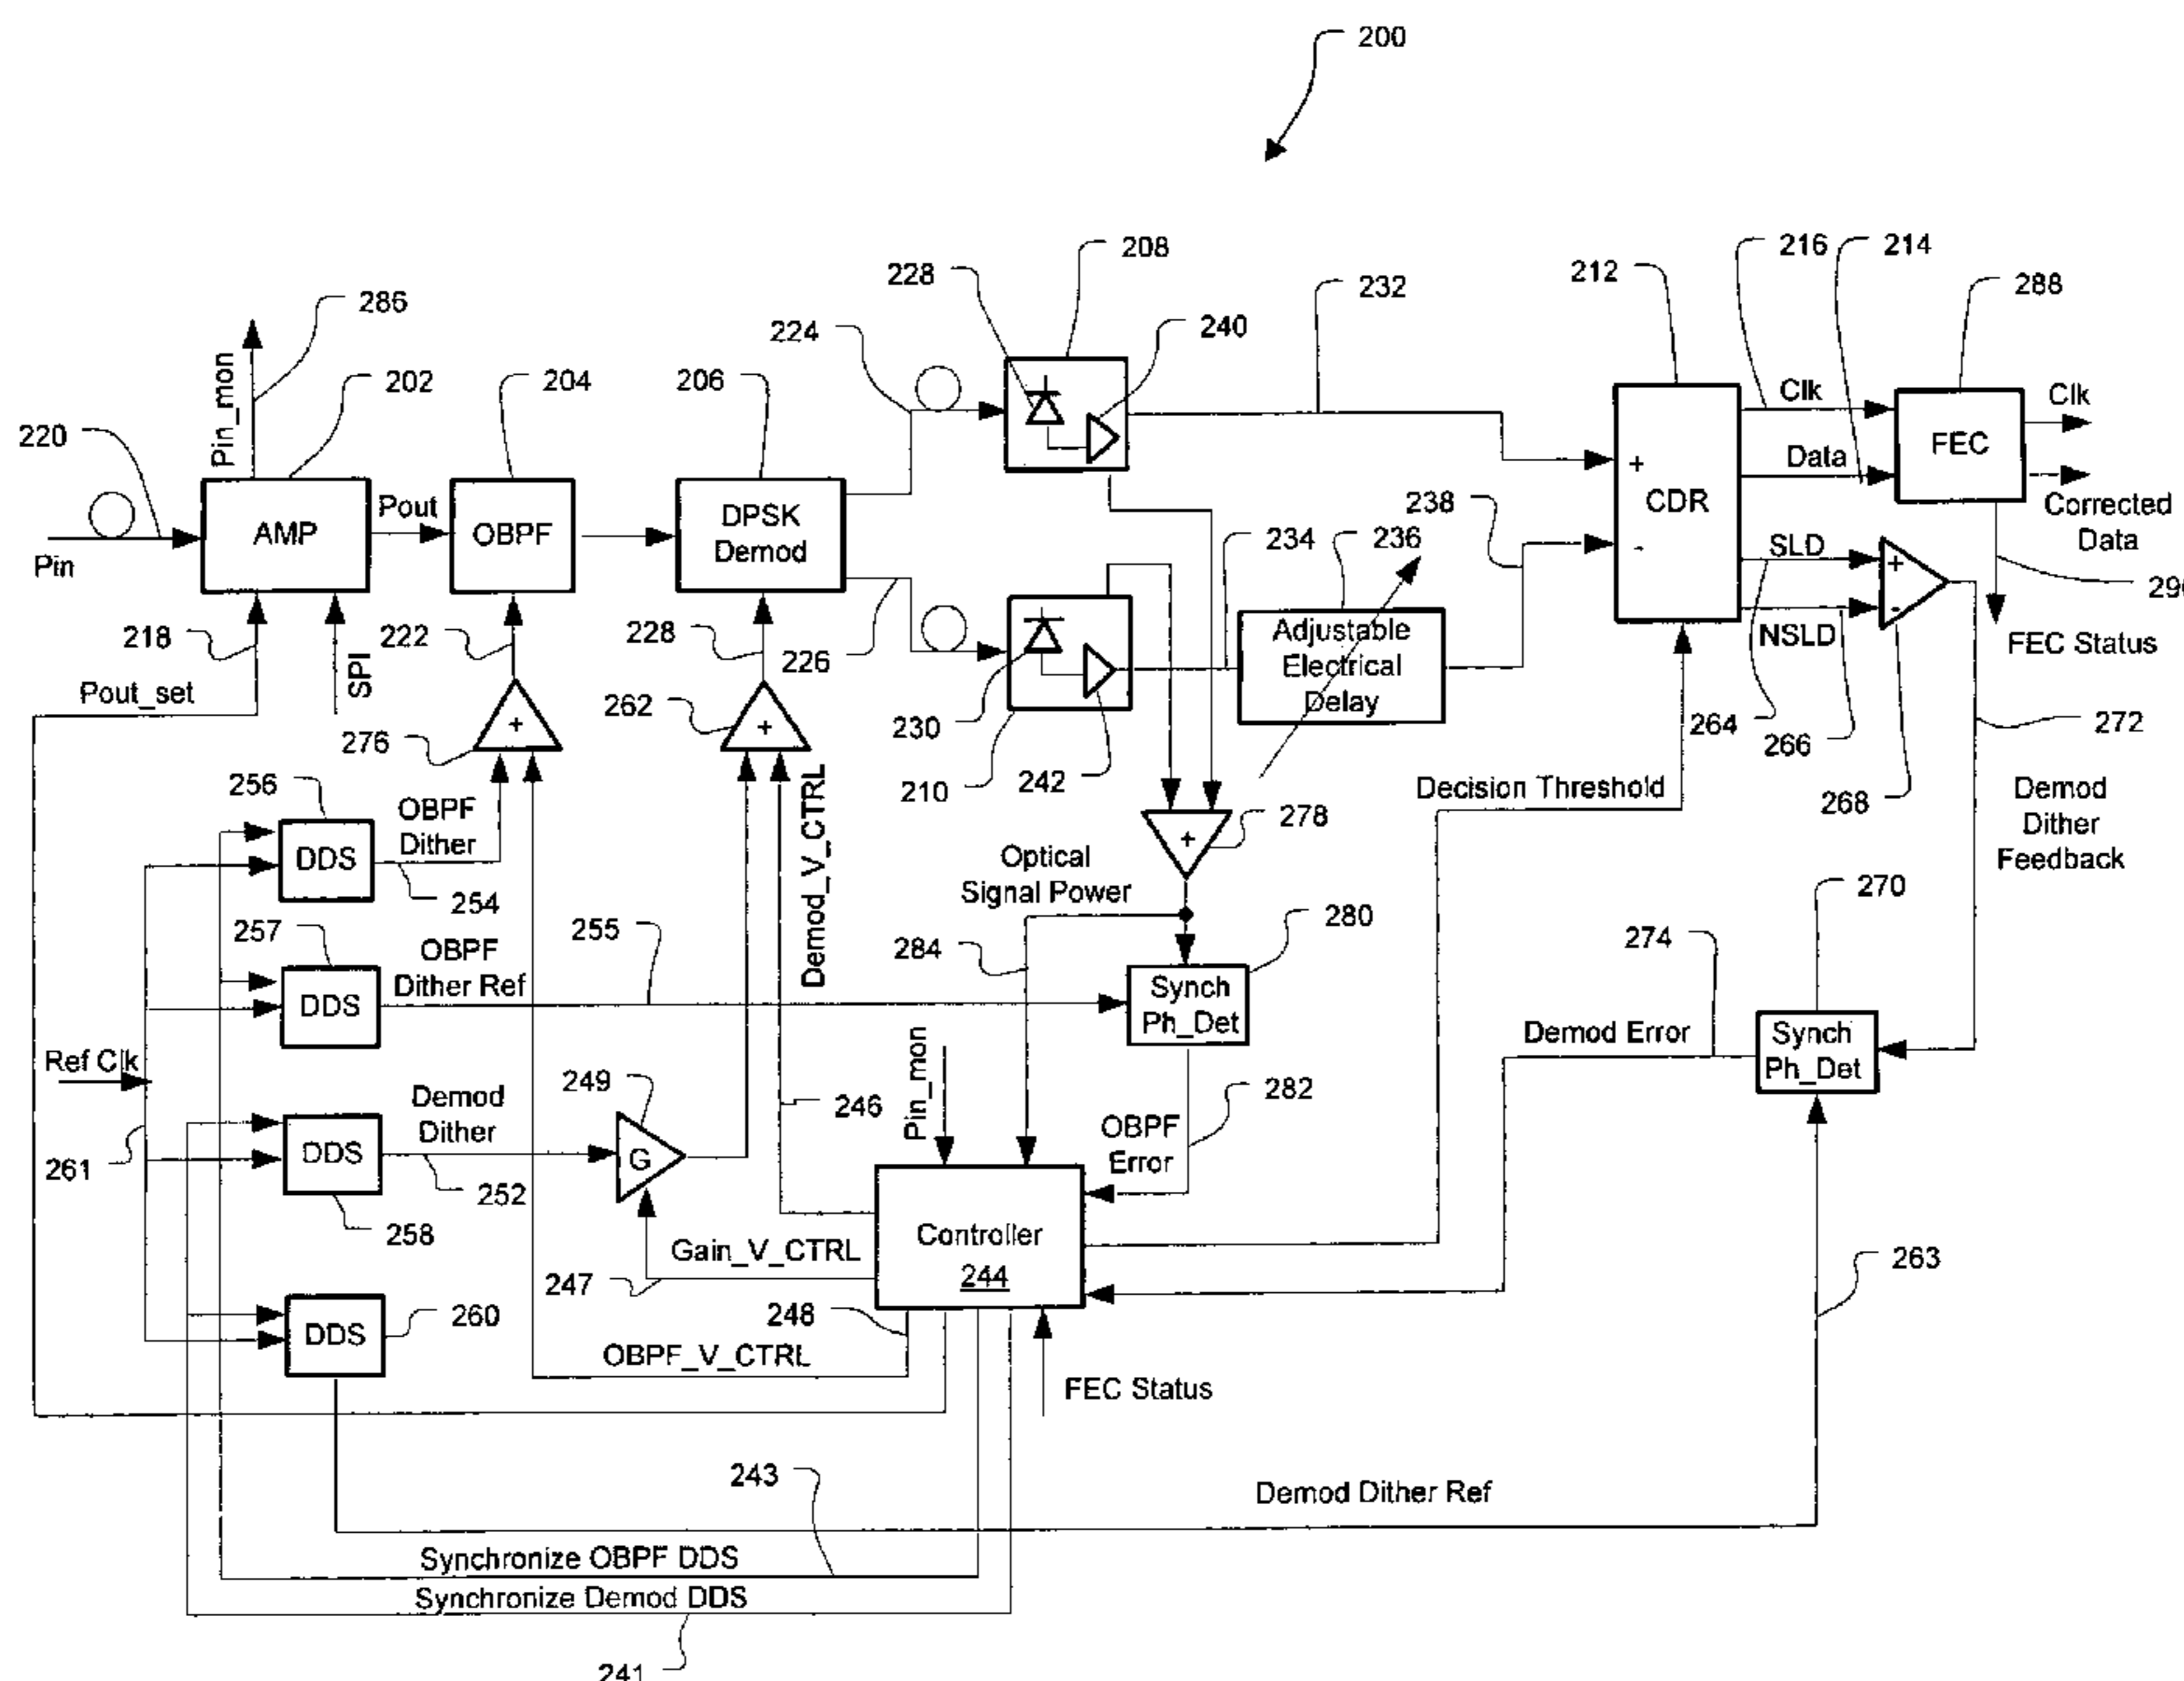 200
208
228
216
214
212
288
286
232
224
240
202
204
206
Clk
Clk
220
Pin_mon
FEC
Data
+
CDR
238
Pout
AMP
OBPF
DPSK
Demod
234
236
Corrected
Data
SLD
+
-
-
Pin
NSLD
218
222
228
226
Adjustable
Electrical
Delay
FEC Status
SPI
Pout_set
262
230
264
266
272
276
+
+
210
242
Decision Threshold
268
Demod
Dither
Feedback
256
OBPF
Dither
Demod_V_CTRL
278
+
DDS
Optical
Signal Power
270
254
257
255
280
OBPF
Dither Ref
284
274
DDS
Synch
Ph_Det
Demod Error
Synch
Ph_Det
Ref Clk
249
Pin_mon
Demod
Dither
246
282
OBPF
Error
261
DDS
G
252
258
Gain_V_CTRL
Controller
244
263
247
248
DDS
260
OBPF_V_CTRL
FEC Status
243
Demod Dither Ref
Synchronize OBPF DDS
Synchronize Demod DDS
241